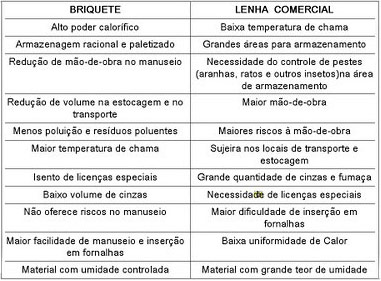 BRIQUETE LENHA COMERCIAL
Alto poder calorífico Baixa temperatura de chama
Armazenagem racional e paletizado Grandes áreas para armazenamento
Redução de mão-de-obra no manuseio Necessidade do controle de pestes
(aranhas, ratos e outros insetos)na área
de armazenamento
Redução de volume na estocagem e no Maior mão-de-obra
transporte
Menos poluição e resíduos poluentes Maiores riscos à mão-de-obra
Maior temperatura de chama Sujeira nos locais de transporte e
estocagem
Isento de licenças especiais Grande quantidade de cinzas e fumaça
Baixo volume de cinzas Necessidade de licenças especiais
Não oferece riscos no manuseio Maior dificuldade de inserção em
fornalhas
Maior facilidade de manuseio e inserção Baixa uniformidade de Calor
em fornalhas
Material com umidade controlada Material com grande teor de umidade